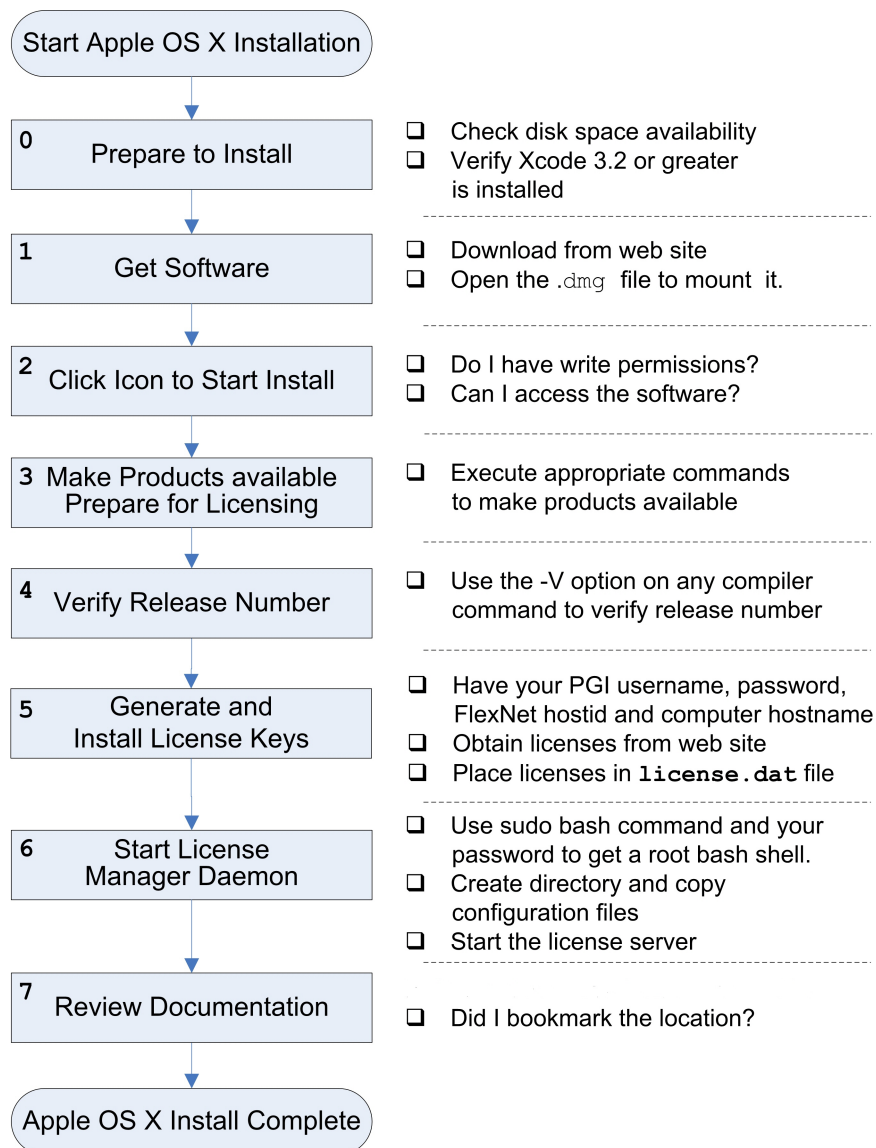 Start Apple OS X Installation
0
Prepare to Install
❑ Check disk space availability
❑ Verify Xcode 3.2 or greater
is installed
1
Get Software
❑ Download from web site
❑ Open the .dmg file to mount it.
2
Click Icon to Start Install
❑ Do I have write permissions?
❑ Can I access the software?
3 Make Products available
Prepare for Licensing
❑ Execute appropriate commands
to make products available
4
Verify Release Number
❑ Use the -V option on any compiler
command to verify release number
5
Generate and
Install License Keys
❑ Have your PGI username, password,
FlexNet hostid and computer hostname
❑ Obtain licenses from web site
❑ Place licenses in license.dat file
6
Start License
Manager Daemon
❑ Use sudo bash command and your
password to get a root bash shell.
❑ Create directory and copy
configuration files
❑ Start the license server
7
Review Documentation
❑ Did I bookmark the location?
Apple OS X Install Complete